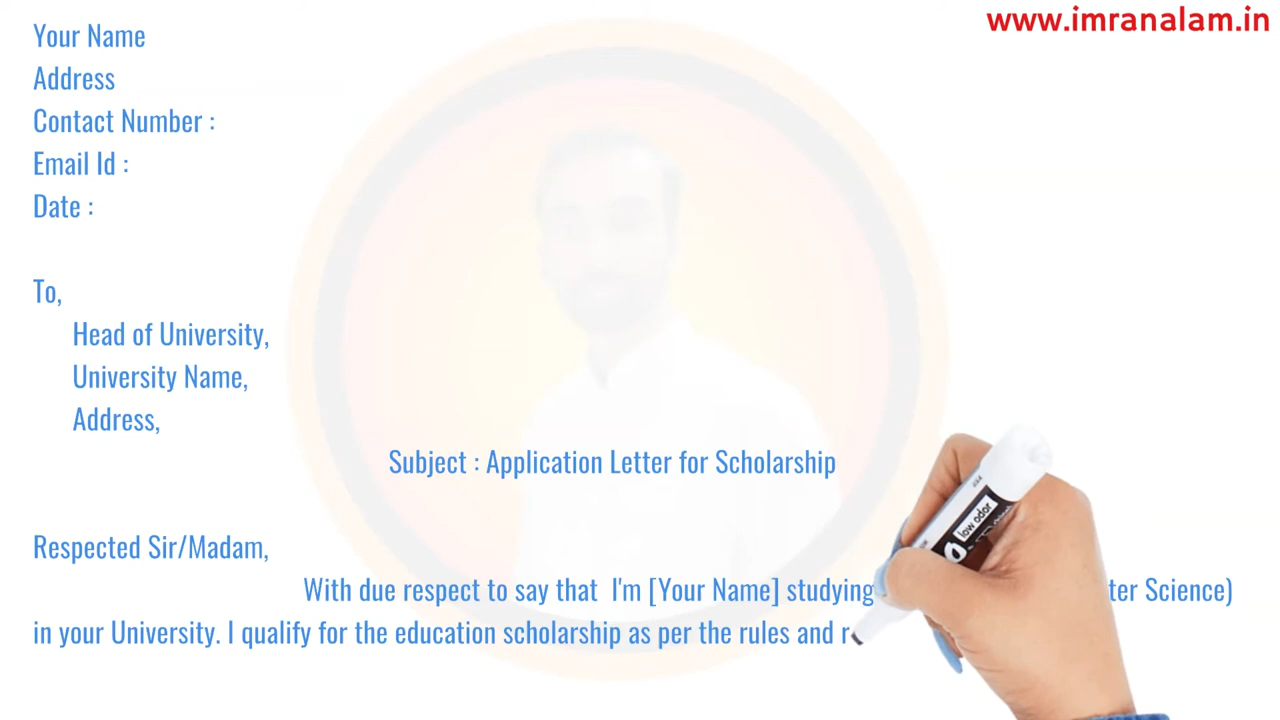 www.imranalam.in
Your Name
Address
Contact Number :
Email Id :
Date :
To,
Head of University,
University Name,
Address,
Subject : Application Letter for Scholarship
Respected Sir/Madam,
With due respect to say that I'm [Your Name] studying Science)
in your University. I qualify for the education scholarship as per the rules and
low odor